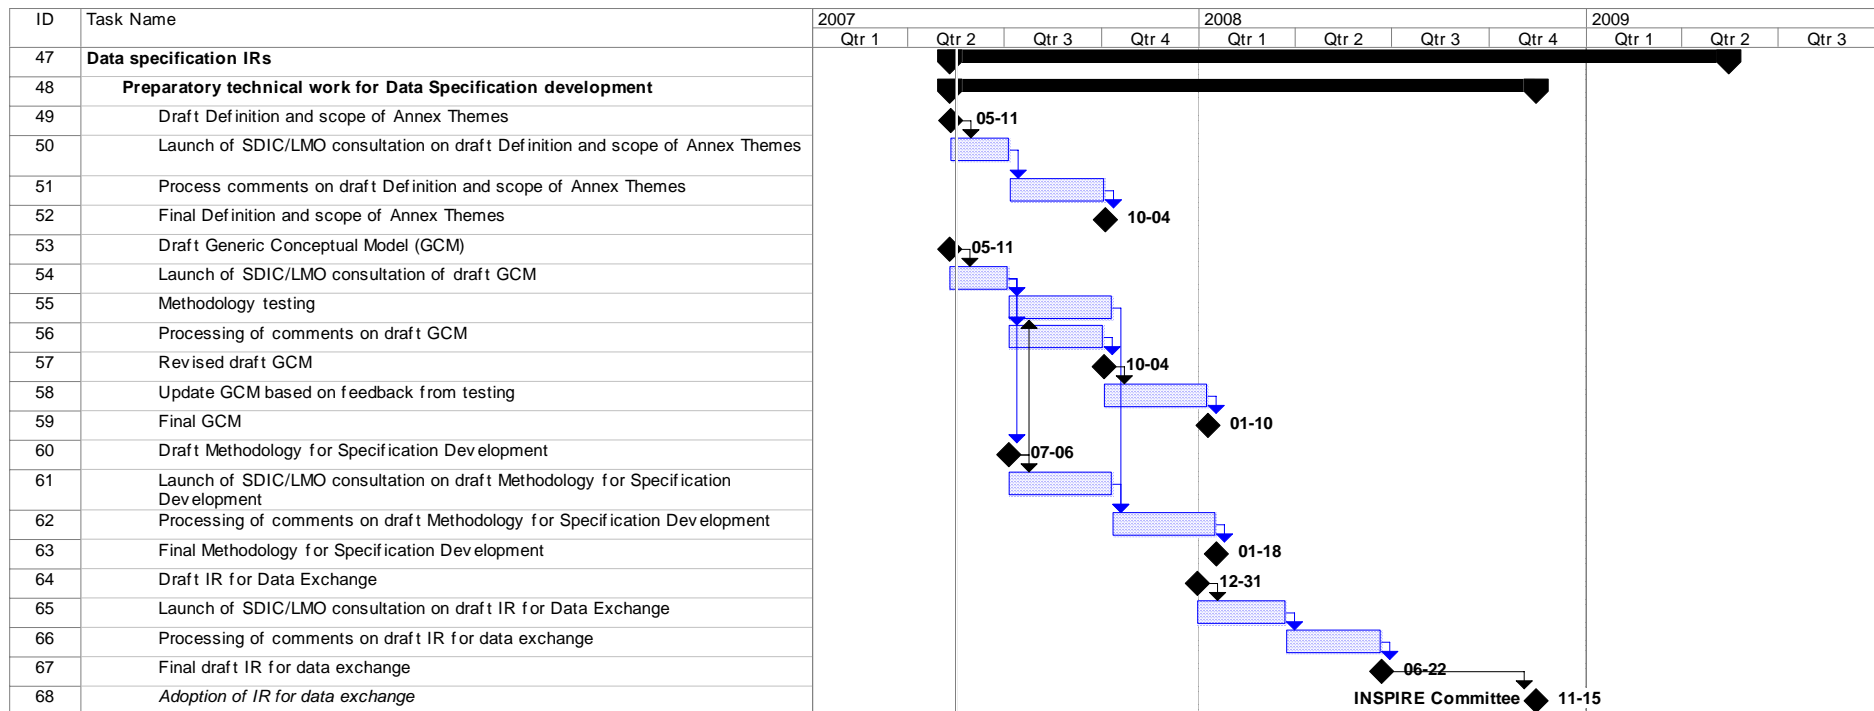 ID Task Name 2007 2008 2009
Qtr 1 Qtr 2 Qtr 3 Qtr 4 Qtr 1 Qtr 2 Qtr 3 Qtr 4 Qtr 1 Qtr 2 Qtr 3
47 Data specification IRs
48 Preparatory technical work for Data Specification development
49 Draft Definition and scope of Annex Themes 05-11
50 Launch of SDIC/LMO consultation on draft Definition and scope of Annex Themes
51 Process comments on draft Definition and scope of Annex Themes
52 Final Definition and scope of Annex Themes 10-04
53 Draft Generic Conceptual Model (GCM) 05-11
54 Launch of SDIC/LMO consultation of draft GCM
55 Methodology testing
56 Processing of comments on draft GCM
57 Revised draft GCM 10-04
58 Update GCM based on feedback from testing
59 Final GCM 01-10
60 Draft Methodology for Specification Development 07-06
61 Launch of SDIC/LMO consultation on draft Methodology for Specification
Development
62 Processing of comments on draft Methodology for Specification Development
63 Final Methodology for Specification Development 01-18
64 Draft IR for Data Exchange 12-31
65 Launch of SDIC/LMO consultation on draft IR for Data Exchange
66 Processing of comments on draft IR for data exchange
67 Final draft IR for data exchange 06-22
68 Adoption of IR for data exchange INSPIRE Committee 11-15